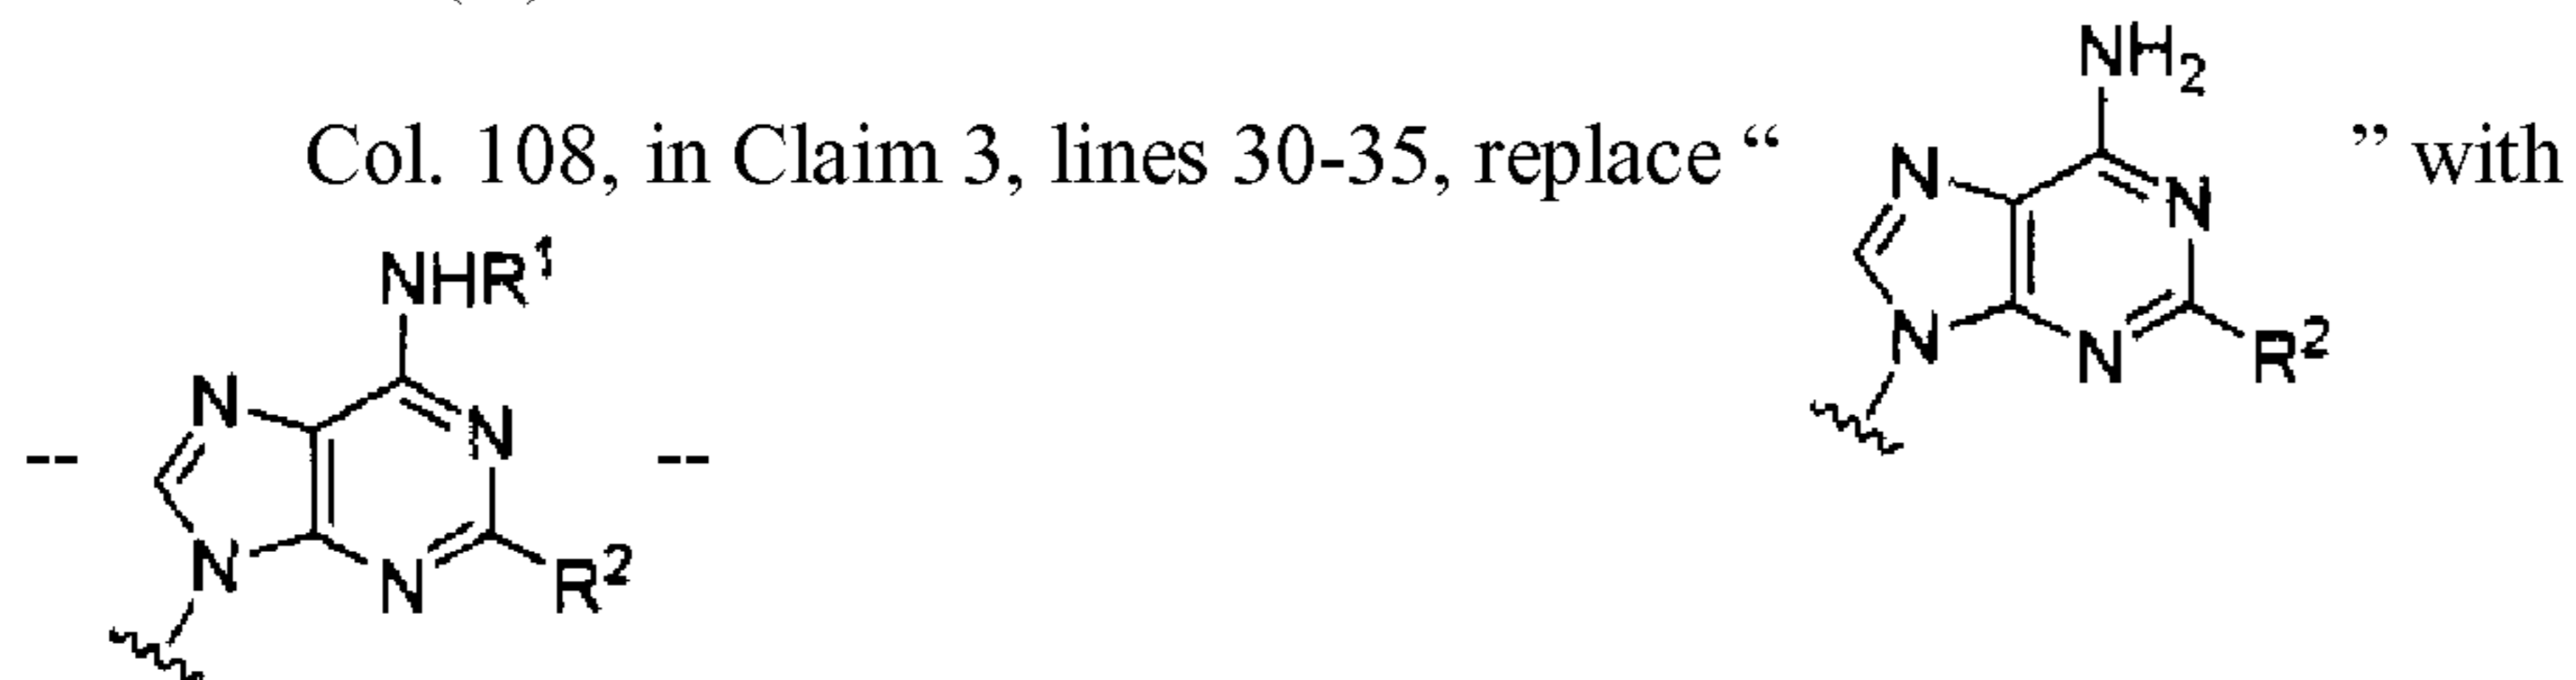 Col. 108, in Claim 3, lines 30-35, replace “ ” with
NH2
N
N
N
N
R2
-- --
NHR1
N
N
N
N
R2